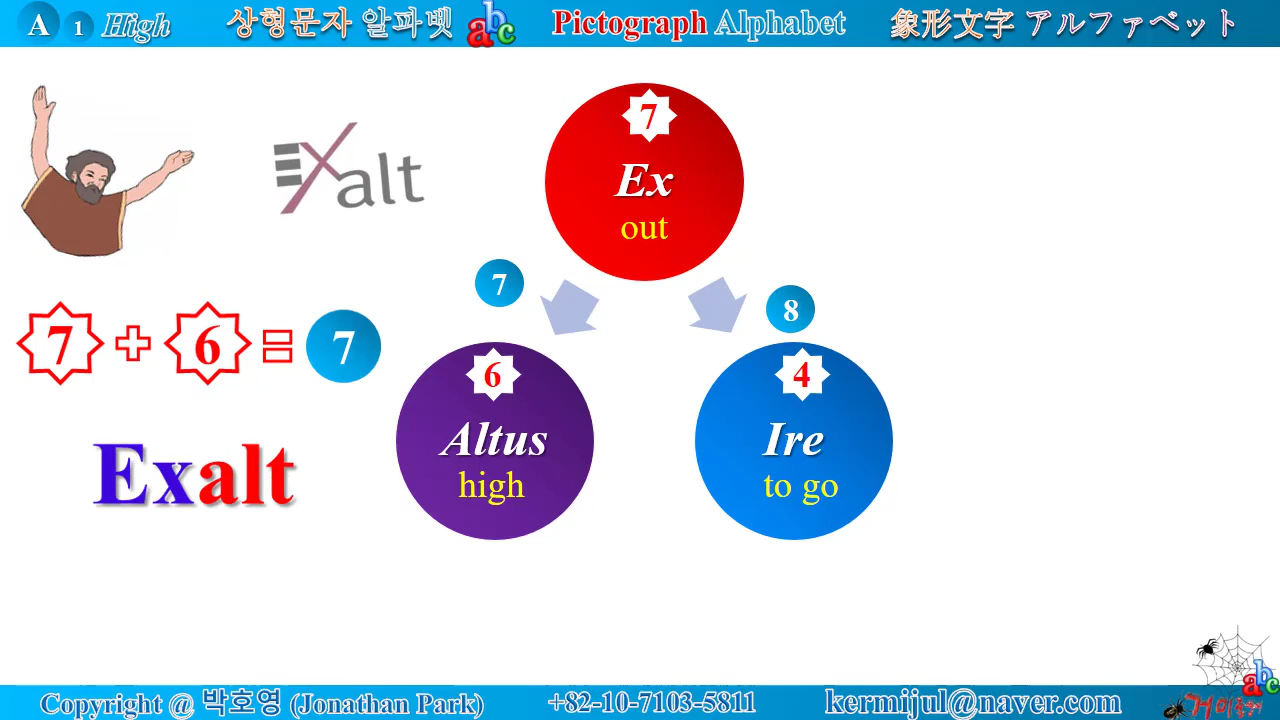 A 1 High 상형문자 알파벳 abc Pictograph Alphabet 象形文字 アルファベット
Exalt
7
Ex
out
7
8
7 + 6 = 7
6
Altus
high
4
Ire
to go
Exalt
abc
Copyright @ 박호영 (Jonathan Park) +82-10-7103-5811 kermijul@naver.com